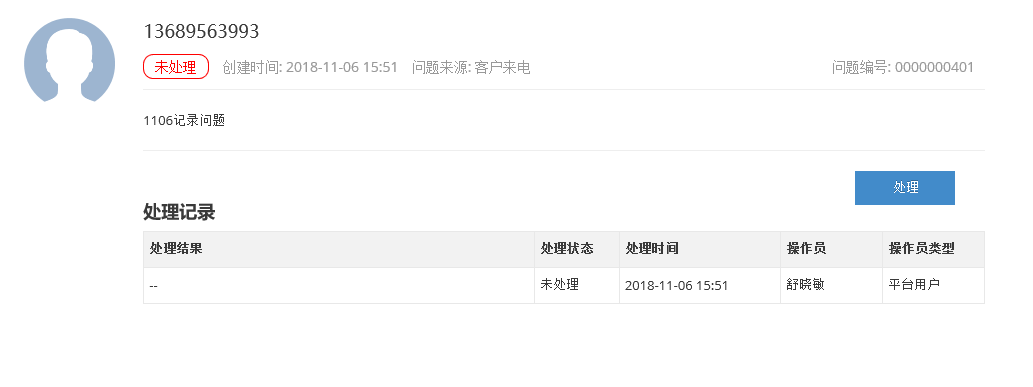 13689563993
未处理 创建时间: 2018-11-06 15:51 问题来源: 客户来电 问题编号: 0000000401
1106记录问题
处理
处理记录
处理结果 处理状态 处理时间 操作员 操作员类型
-- 未处理 2018-11-06 15:51 舒晓敏 平台用户